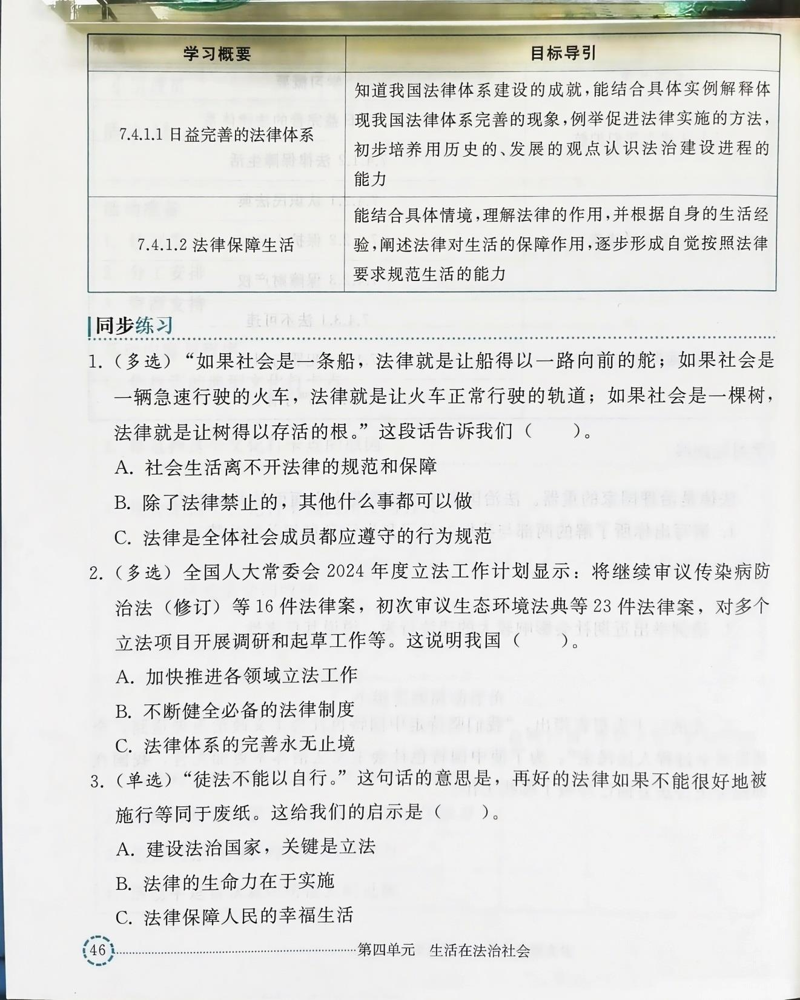 学习概要
目标导引
7.4.1.1 日益完善的法律体系
知道我国法律体系建设的成就，能结合具体实例解释体
现我国法律体系完善的现象，例举促进法律实施的方法，
初步培养用历史的、发展的观点认识法治建设进程的
能力
7.4.1.2 法律保障生活
能结合具体情境，理解法律的作用，并根据自身的生活经
验，阐述法律对生活的保障作用，逐步形成自觉按照法律
要求规范生活的能力
同步练习
1.（多选）“如果社会是一条船，法律就是让船得以一路向前的舵；如果社会是
一辆急速行驶的火车，法律就是让火车正常行驶的轨道；如果社会是一棵树，
法律就是让树得以存活的根。”这段话告诉我们（　　）。
A. 社会生活离不开法律的规范和保障
B. 除了法律禁止的，其他什么事都可以做
C. 法律是全体社会成员都应遵守的行为规范
2.（多选）全国人大常委会 2024 年度立法工作计划显示：将继续审议传染病防
治法（修订）等 16 件法律案，初次审议生态环境法典等 23 件法律案，对多个
立法项目开展调研和起草工作等。这说明我国（　　）。
A. 加快推进各领域立法工作
B. 不断健全必备的法律制度
C. 法律体系的完善永无止境
3.（单选）“徒法不能以自行。”这句话的意思是，再好的法律如果不能很好地被
施行等同于废纸。这给我们的启示是（　　）。
A. 建设法治国家，关键是立法
B. 法律的生命力在于实施
C. 法律保障人民的幸福生活
46
第四单元　生活在法治社会